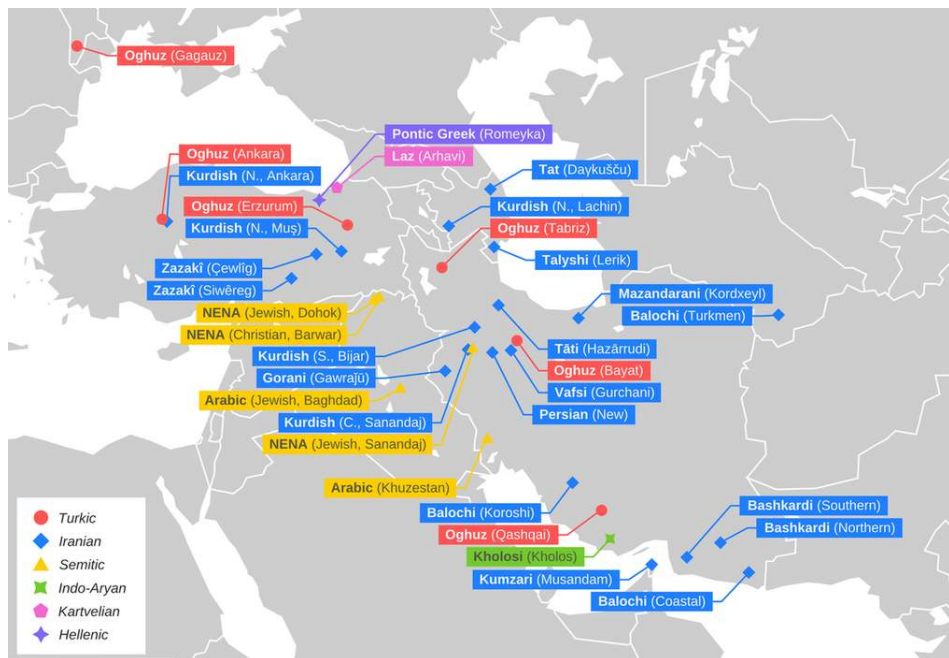 Oghuz (Gagauz)
Pontic Greek (Romeyka)
Oghuz (Ankara)
Laz (Arhavi)
Kurdish (N., Ankara)
Tat (Daykušču)
Oghuz (Erzurum)
Kurdish (N., Lachin)
Kurdish (N., Muş)
Oghuz (Tabriz)
Zazakî (Çewlîg)
Talyshi (Lerik)
Zazakî (Siwêreg)
Mazandarani (Kordxeyl)
NENA (Jewish, Dohok)
Balochi (Turkmen)
NENA (Christian, Barwar)
Kurdish (S., Bijar)
Tāti (Hazārrudi)
Gorani (Gawraǰū)
Oghuz (Bayat)
Arabic (Jewish, Baghdad)
Vafsi (Gurchani)
Kurdish (C., Sanandaj)
Persian (New)
NENA (Jewish, Sanandaj)
Arabic (Khuzestan)
Balochi (Koroshi)
Bashkardi (Southern)
Oghuz (Qashqai)
Bashkardi (Northern)
Kholosi (Kholos)
Kumzari (Musandam)
Balochi (Coastal)
Turkic
Iranian
Semitic
Indo-Aryan
Kartvelian
Hellenic